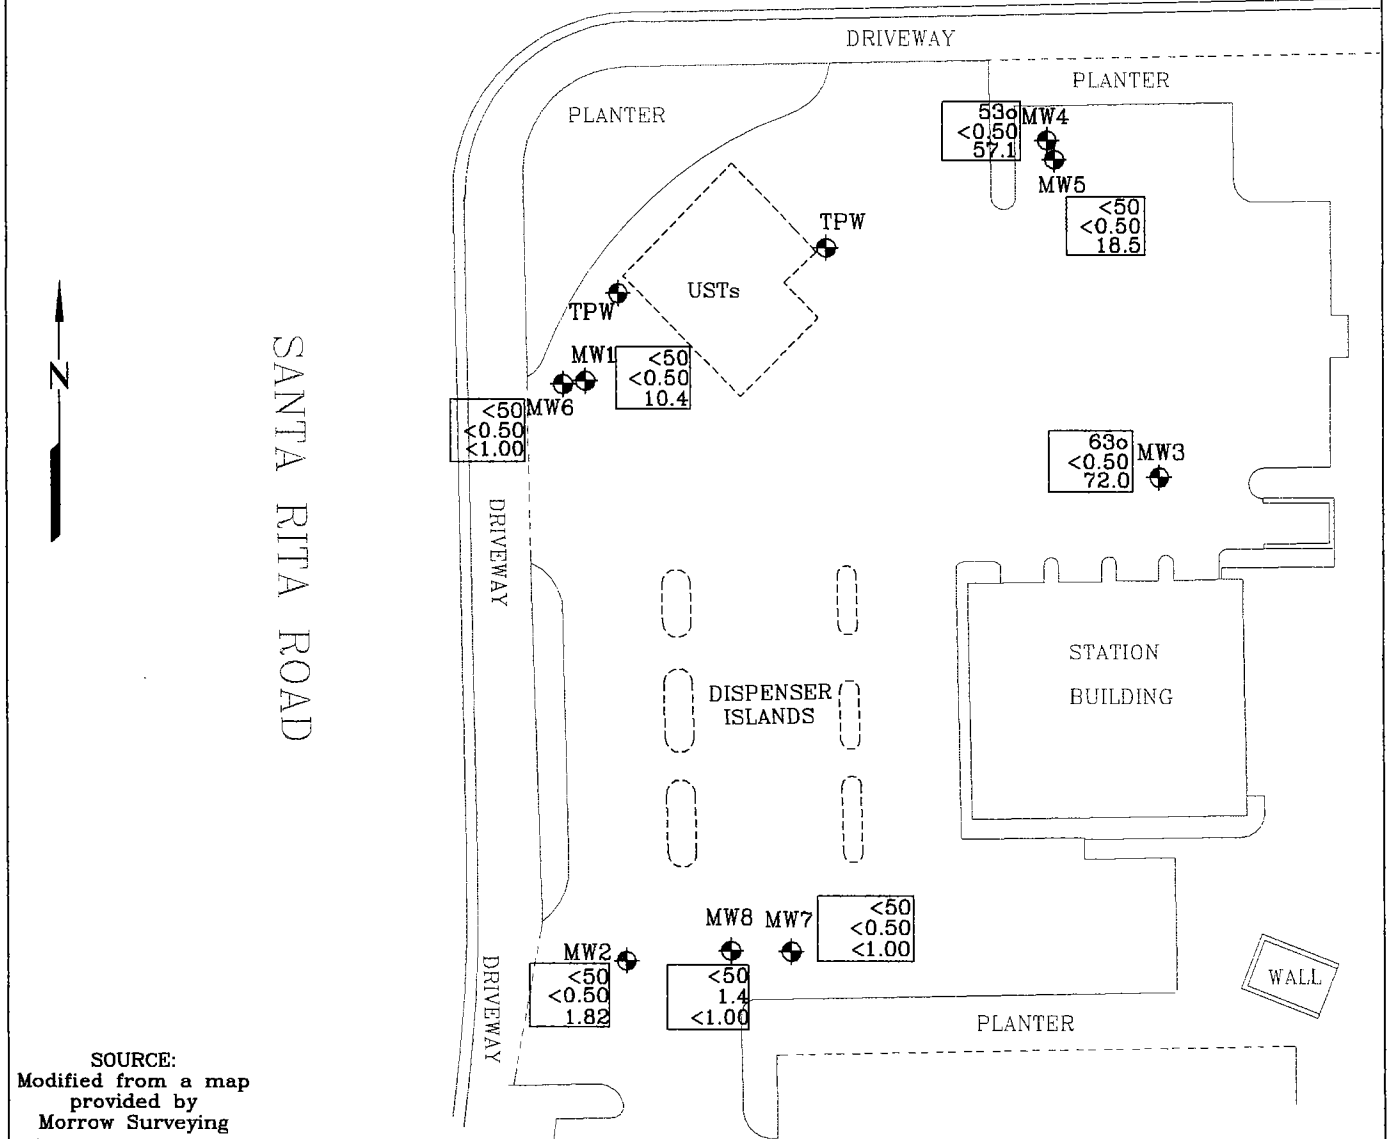 DRIVEWAY
PLANTER
PLANTER
53o
<0.50
57.1
MW4
MW5
<50
<0.50
18.5
TPW
USTs
TPW
MW1
<50
<0.50
10.4
MW6
<50
<0.50
<1.00
N
SANTA RITA ROAD
63o
<0.50
72.0
MW3
DRIVEWAY
STATION
BUILDING
DISPENSER
ISLANDS
MW8
MW7
<50
<0.50
<1.00
MW2
<50
<0.50
1.82
<50
1.4
<1.00
DRIVEWAY
WALL
PLANTER
SOURCE:
Modified from a map
provided by
Morrow Surveying